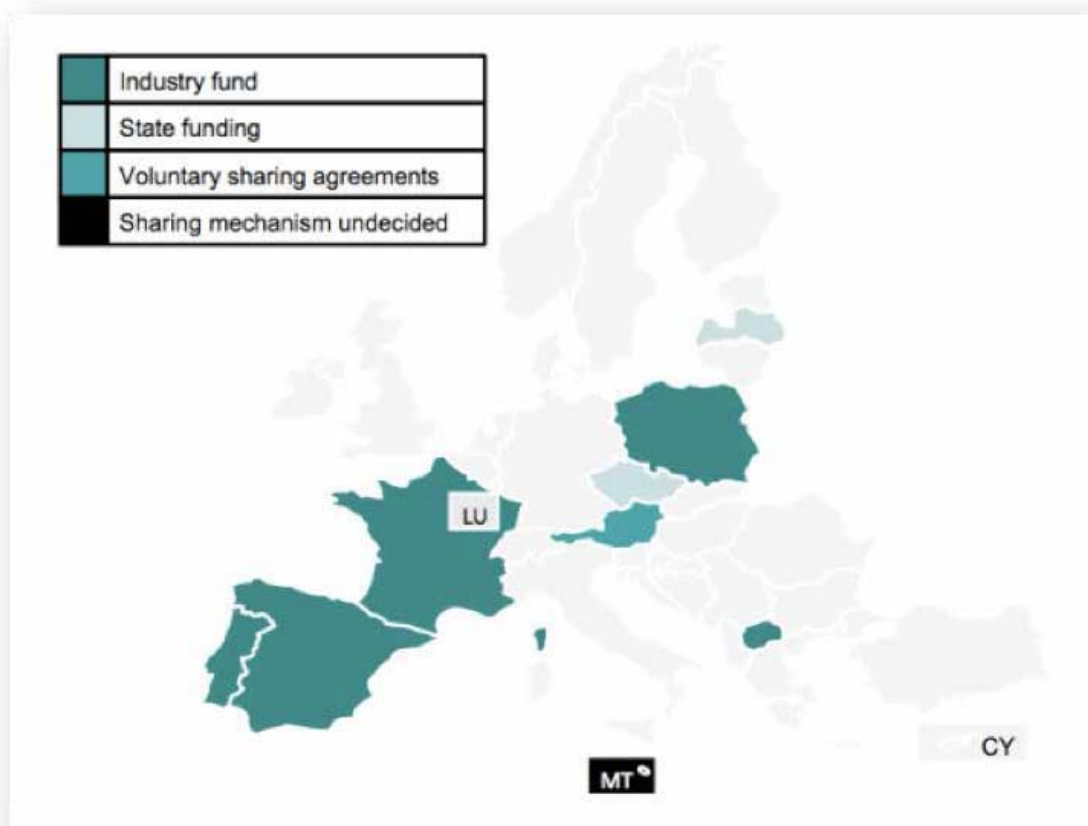 Industry fund
State funding
Voluntary sharing agreements
Sharing mechanism undecided
LU
CY
MT